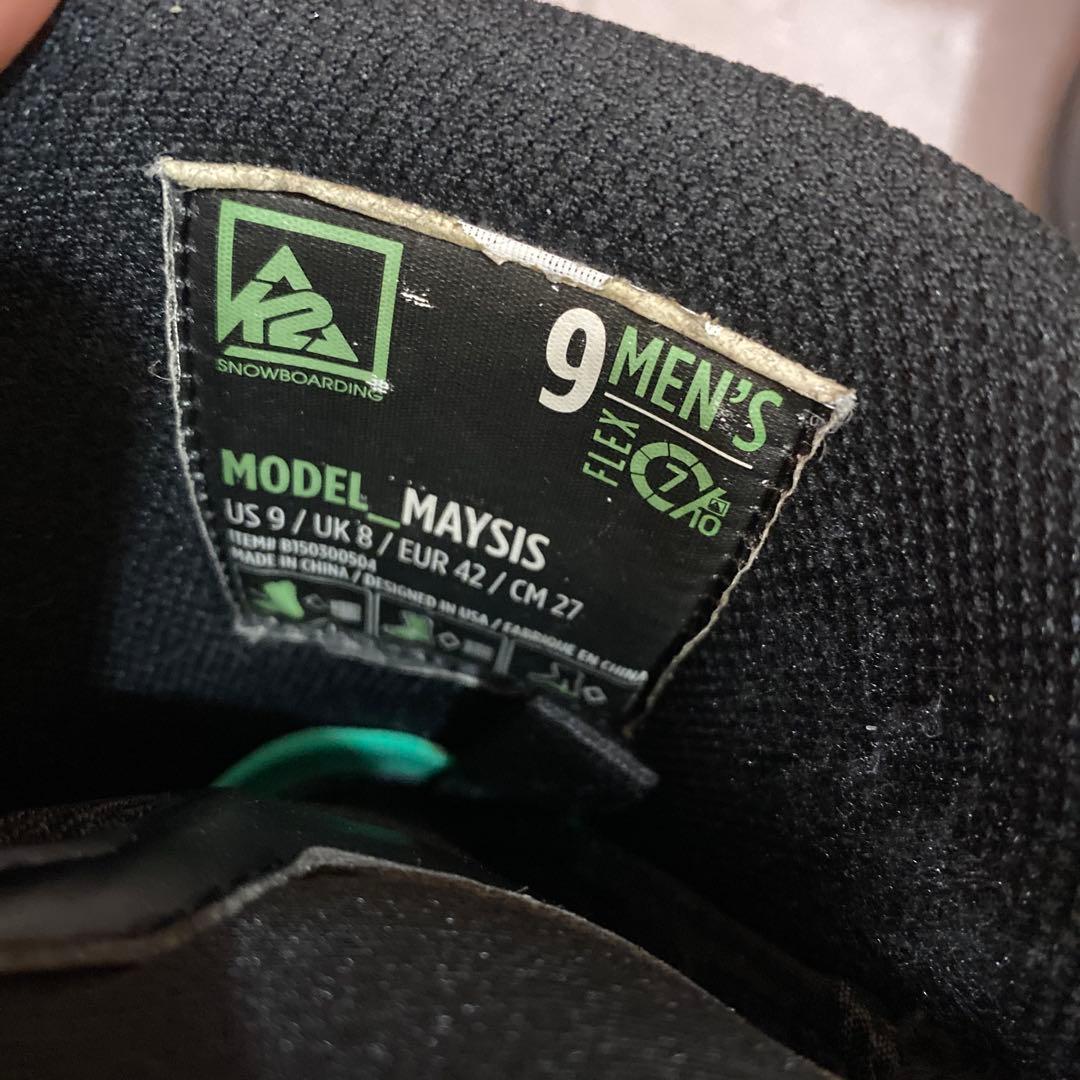 K2
SNOWBOARDING
9 MEN'S
FLEX 7/10
MODEL_MAYSIS
US 9 / UK 8 / EUR 42 / CM 27
ITEM# B150300504
MADE IN CHINA / DESIGNED IN USA / FABRIQUE EN CHINA